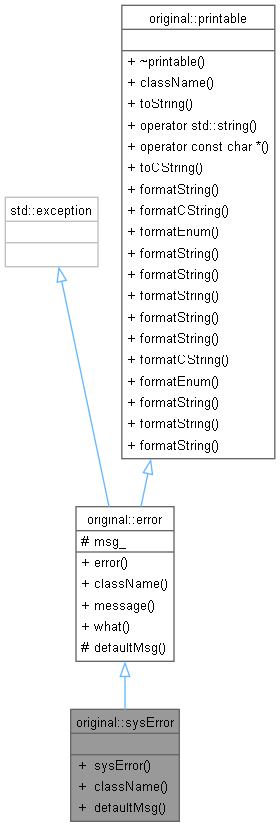 original::printable
+ ~printable()
+ className()
+ toString()
+ operator std::string()
+ operator const char *()
+ toCString()
+ formatString()
+ formatCString()
+ formatEnum()
+ formatString()
+ formatString()
+ formatString()
+ formatString()
+ formatString()
+ formatCString()
+ formatEnum()
+ formatString()
+ formatString()
+ formatString()
std::exception
original::error
# msg_
+ error()
+ className()
+ message()
+ what()
# defaultMsg()
original::sysError
+ sysError()
+ className()
+ defaultMsg()